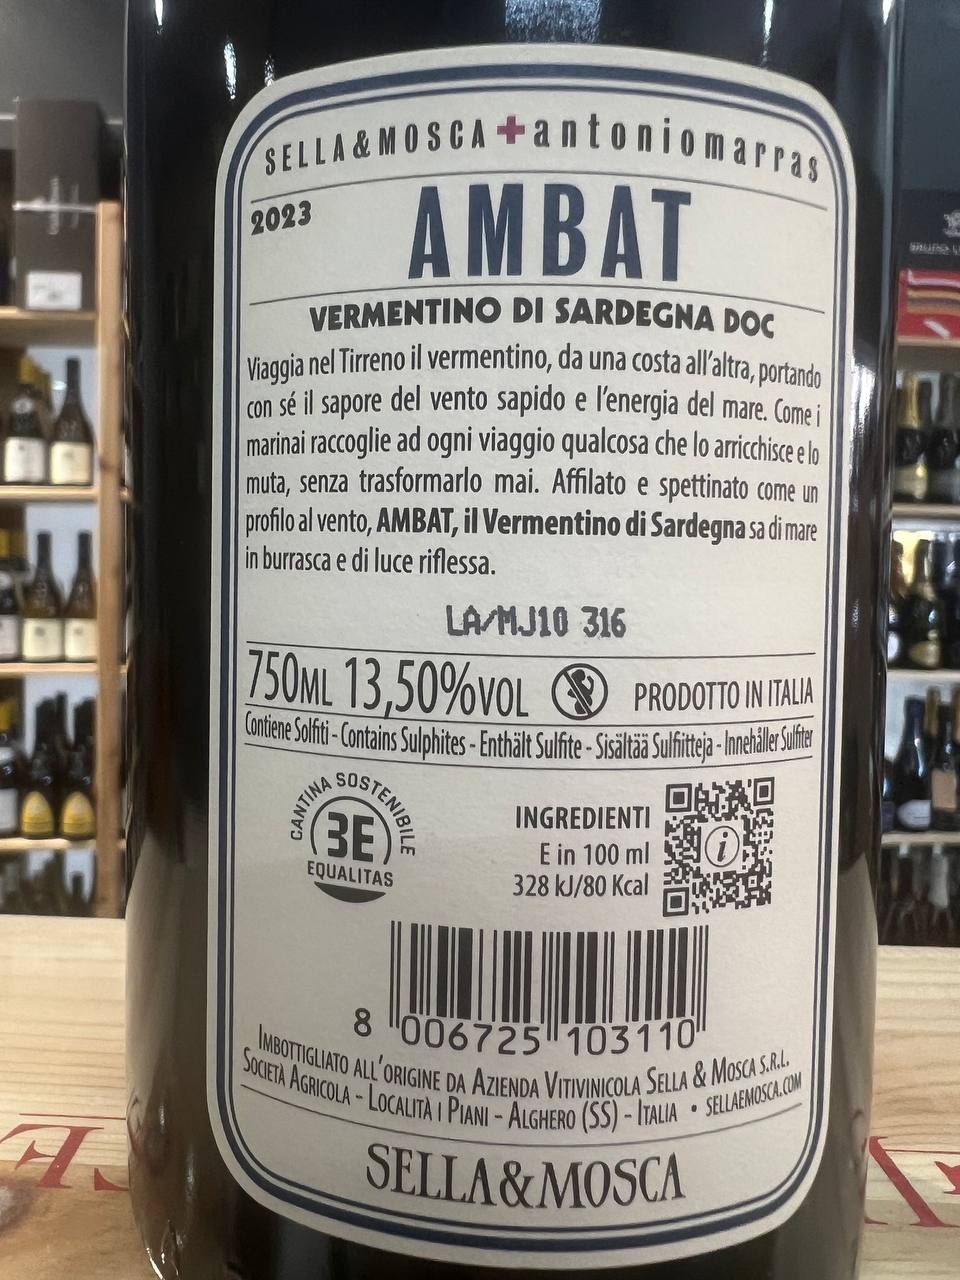 SELLA&MOSCA + antoniomarras
2023
AMBAT
VERMENTINO DI SARDEGNA DOC
Viaggia nel Tirreno il vermentino, da una costa all'altra, portando
con sé il sapore del vento sapido e l'energia del mare. Come i
marinai raccoglie ad ogni viaggio qualcosa che lo arricchisce e lo
muta, senza trasformarlo mai. Affilato e spettinato come un
profilo al vento, AMBAT, il Vermentino di Sardegna sa di mare
in burrasca e di luce riflessa.
LA/MJ10 316
750ML 13,50%VOL PRODOTTO IN ITALIA
Contiene Solfiti - Contains Sulphites - Enthält Sulfite - Sisältää Sulfiitteja - Innehåller Sulfiter
CANTINA SOSTENIBILE
3E
EQUALITAS
INGREDIENTI
E in 100 ml
328 kJ/80 Kcal
i
8 006725 103110
IMBOTTIGLIATO ALL'ORIGINE DA AZIENDA VITIVINICOLA SELLA & MOSCA S.R.L.
SOCIETÀ AGRICOLA - LOCALITÀ I PIANI - ALGHERO (SS) - ITALIA • SELLAEMOSCA.COM
SELLA&MOSCA